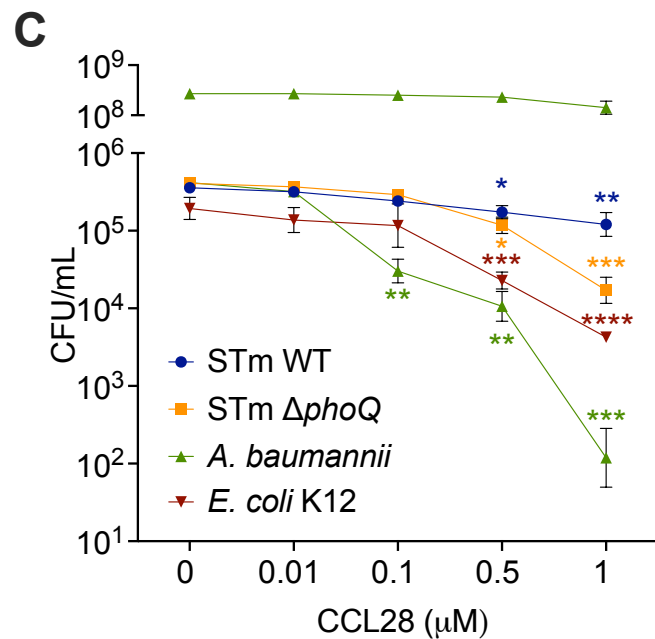 C
10⁹
10⁸
10⁶
10⁵
10⁴
10³
10²
10¹
CFU/mL
* **
* *** ***
** ** **** ***
STm WT
STm ΔphoQ
A. baumannii
E. coli K12
0 0.01 0.1 0.5 1
CCL28 (μM)